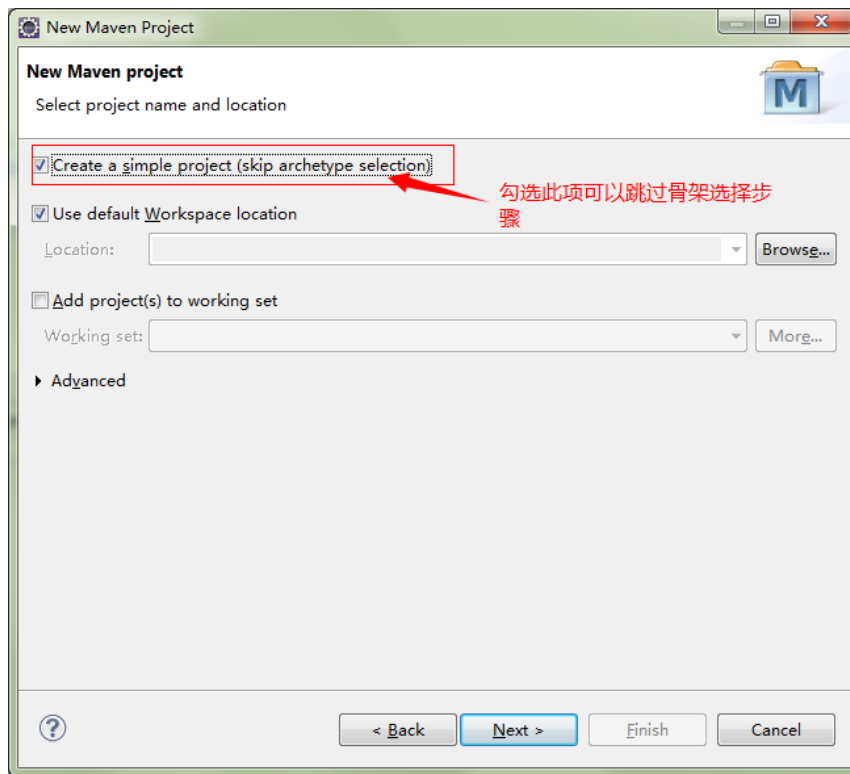 New Maven Project
New Maven project
Select project name and location
M
Create a simple project (skip archetype selection)
勾选此项可以跳过骨架选择步
骤
Use default Workspace location
Location:
Browse...
Add project(s) to working set
Working set:
More...
Advanced
?
< Back
Next >
Finish
Cancel